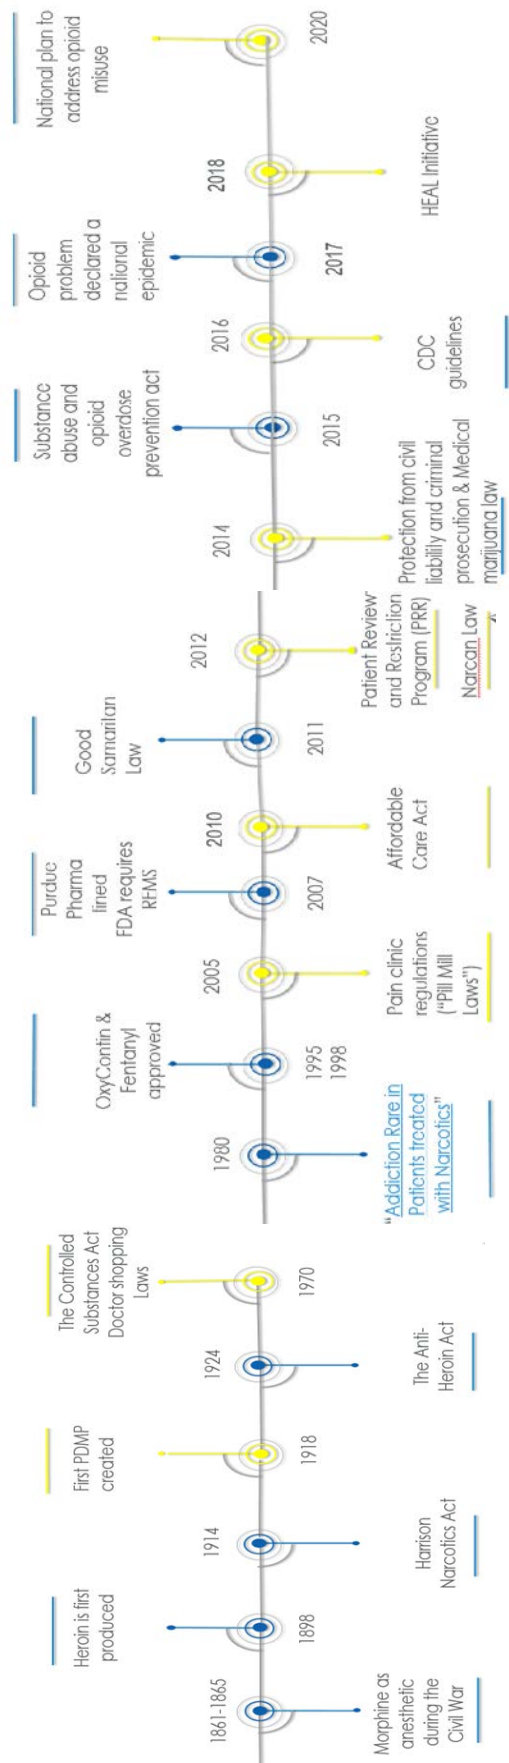 1861-1865
Morphine as
anesthetic
during the
Civil War
Heroin is first
produced
1898
1914
Harrison
Narcotics Act
First PDMP
created
1918
1924
The Anti-
Heroin Act
The Controlled
Substances Act
Doctor shopping
Laws
1970
1980
"Addiction Rare in
Patients treated
with Narcotics"
OxyContin &
Fentanyl
approved
1995
1998
2005
Pain clinic
regulations
("Pill Mill
Laws")
Purdue
Pharma
fined
FDA requires
REMS
2007
2010
Affordable
Care Act
Good
Samaritan
Law
2011
2012
Patient Review
and Restriction
Program (PRR)
Narcan Law
2014
Protection from civil
liability and criminal
prosecution & Medical
marijuana law
Substance
abuse and
opioid
overdose
prevention act
2015
2016
CDC
guidelines
Opioid
problem
declared a
national
epidemic
2017
2018
HEAL Initiative
National plan to
address opioid
misuse
2020